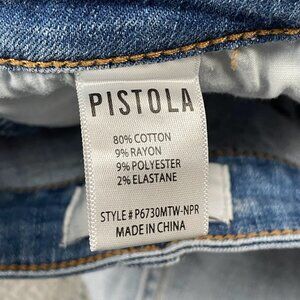 PISTOLA
80% COTTON
9% RAYON
9% POLYESTER
2% ELASTANE
STYLE # P6730MTW-NPR
MADE IN CHINA